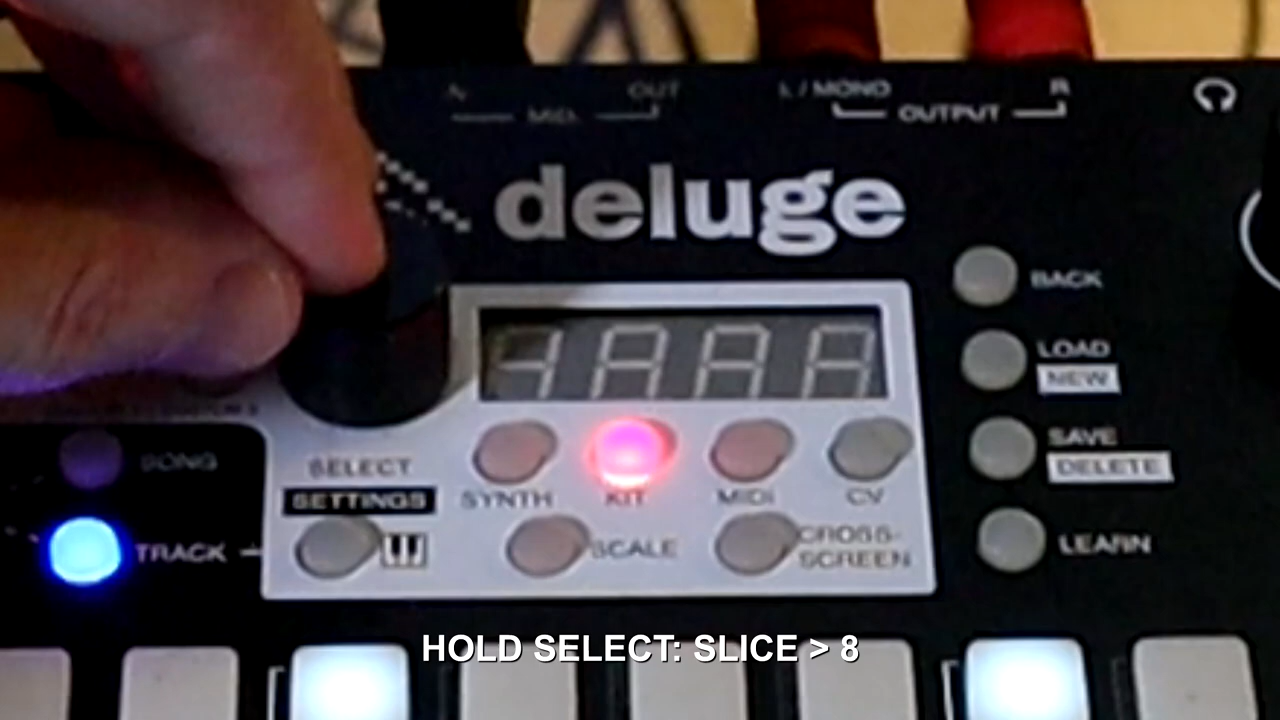 OUT
MIDI
L / MONO
R
OUTPUT
deluge
BACK
LOAD
NEW
SAVE
DELETE
LEARN
SONG
TRACK
SELECT
SETTINGS
SYNTH
KIT
MIDI
CV
SCALE
CROSS-
SCREEN
HOLD SELECT: SLICE > 8